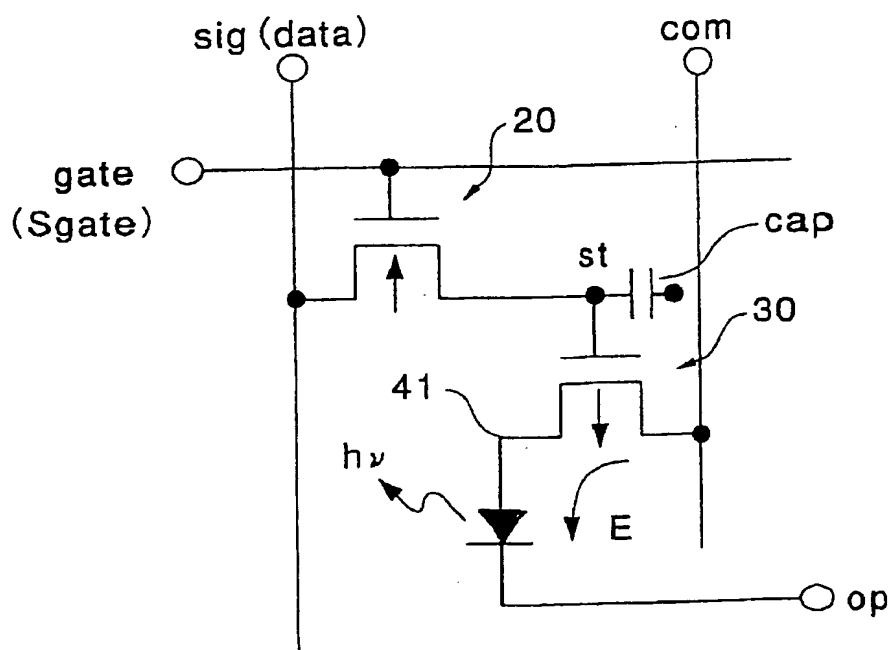 sig (data)
com
20
gate
(Sgate)
st
cap
30
41
hν
E
op